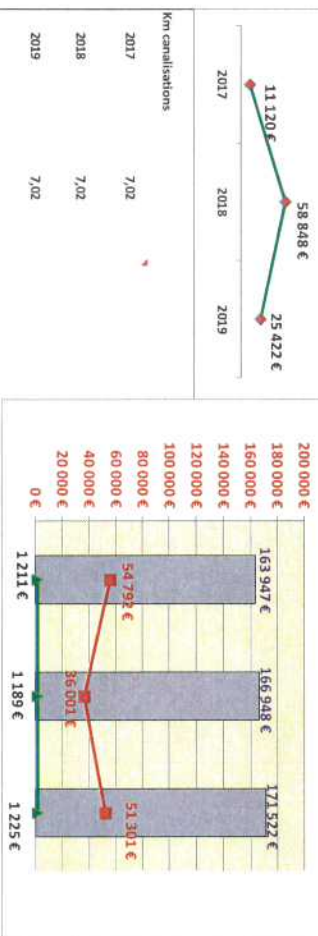 11 120 €
58 848 €
25 422 €
2017
2018
2019
Km canalisations
2017 7,02
2018 7,02
2019 7,02
200 000 €
180 000 €
160 000 €
140 000 €
120 000 €
100 000 €
80 000 €
60 000 €
40 000 €
20 000 €
0 €
163 947 €
166 948 €
171 522 €
54 792 €
36 001 €
51 301 €
1 211 €
1 189 €
1 225 €